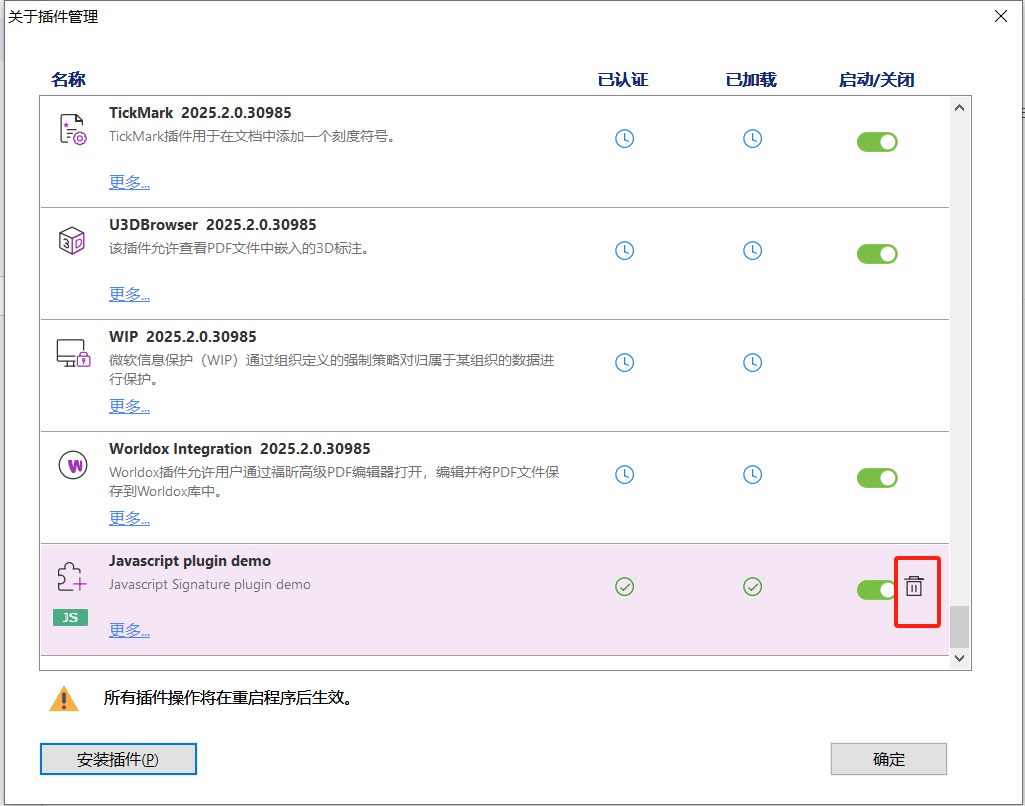 关于插件管理
名称 已认证 已加载 启动/关闭
TickMark 2025.2.0.30985
TickMark插件用于在文档中添加一个刻度符号。
更多...
U3DBrowser 2025.2.0.30985
该插件允许查看PDF文件中嵌入的3D标注。
更多...
WIP 2025.2.0.30985
微软信息保护（WIP）通过组织定义的强制策略对归属于某组织的数据进
行保护。
更多...
Worldox Integration 2025.2.0.30985
Worldox插件允许用户通过福昕高级PDF编辑器打开，编辑并将PDF文件保
存到Worldox库中。
更多...
Javascript plugin demo
Javascript Signature plugin demo
JS
更多...
所有插件操作将在重启程序后生效。
安装插件(P) 确定